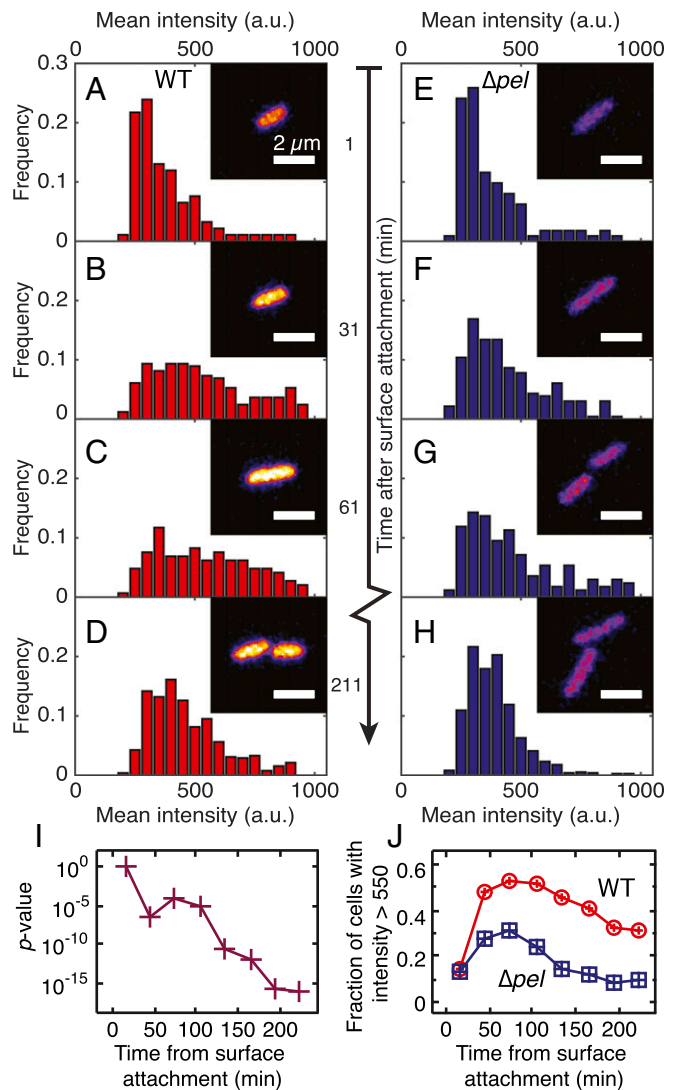 Mean intensity (a.u.)
Mean intensity (a.u.)
0 500 1000
0 500 1000
0.3
0.2
0.1
0
Frequency
A
WT
2 µm
1
E
Δpel
B
0.2
0.1
0
Frequency
31
F
C
0.2
0.1
0
Frequency
61
G
Time after surface attachment (min)
D
0.2
0.1
0
Frequency
211
H
0 500 1000
0 500 1000
Mean intensity (a.u.)
Mean intensity (a.u.)
I
10⁰
10⁻⁵
10⁻¹⁰
10⁻¹⁵
p-value
0 50 100 150 200
Time from surface
attachment (min)
J
Fraction of cells with
intensity > 550
0.6
0.4
0.2
0
WT
Δpel
0 50 100 150 200
Time from surface
attachment (min)